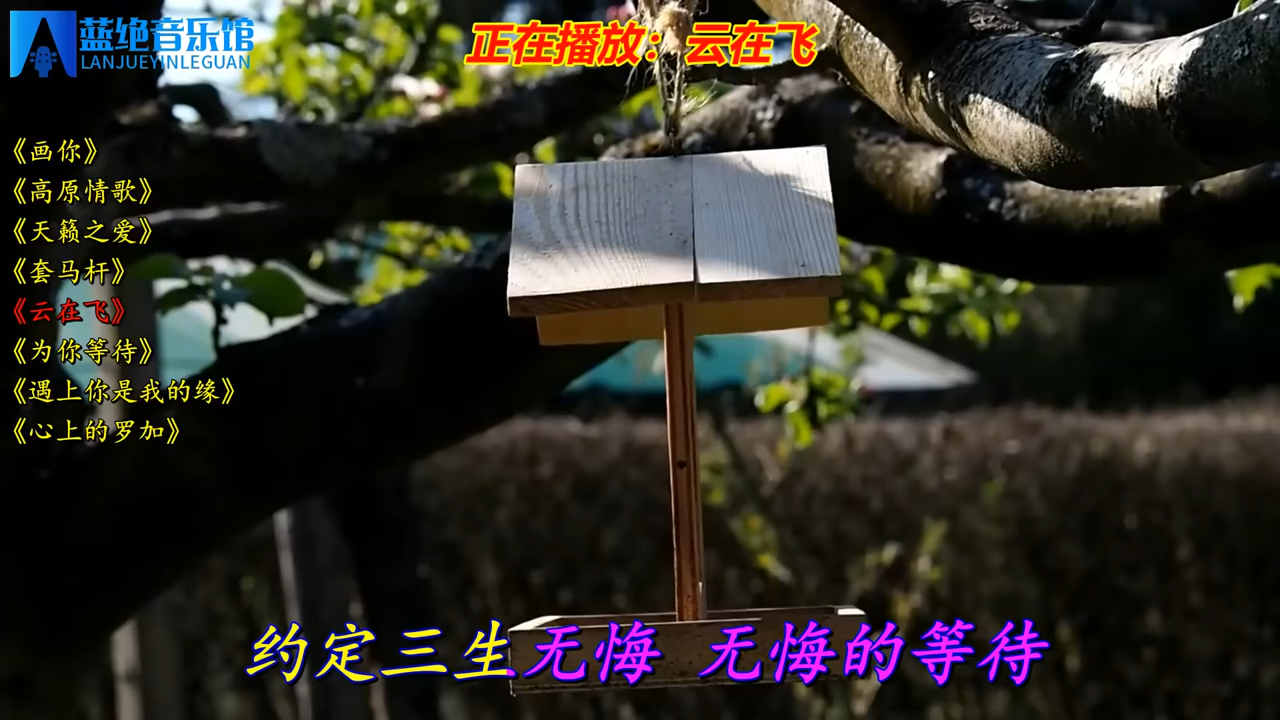 蓝绝音乐馆
LANJUEYINLEGUAN
正在播放：云在飞
《画你》
《高原情歌》
《天籁之爱》
《套马杆》
《云在飞》
《为你等待》
《遇上你是我的缘》
《心上的罗加》
约定三生无悔 无悔的等待